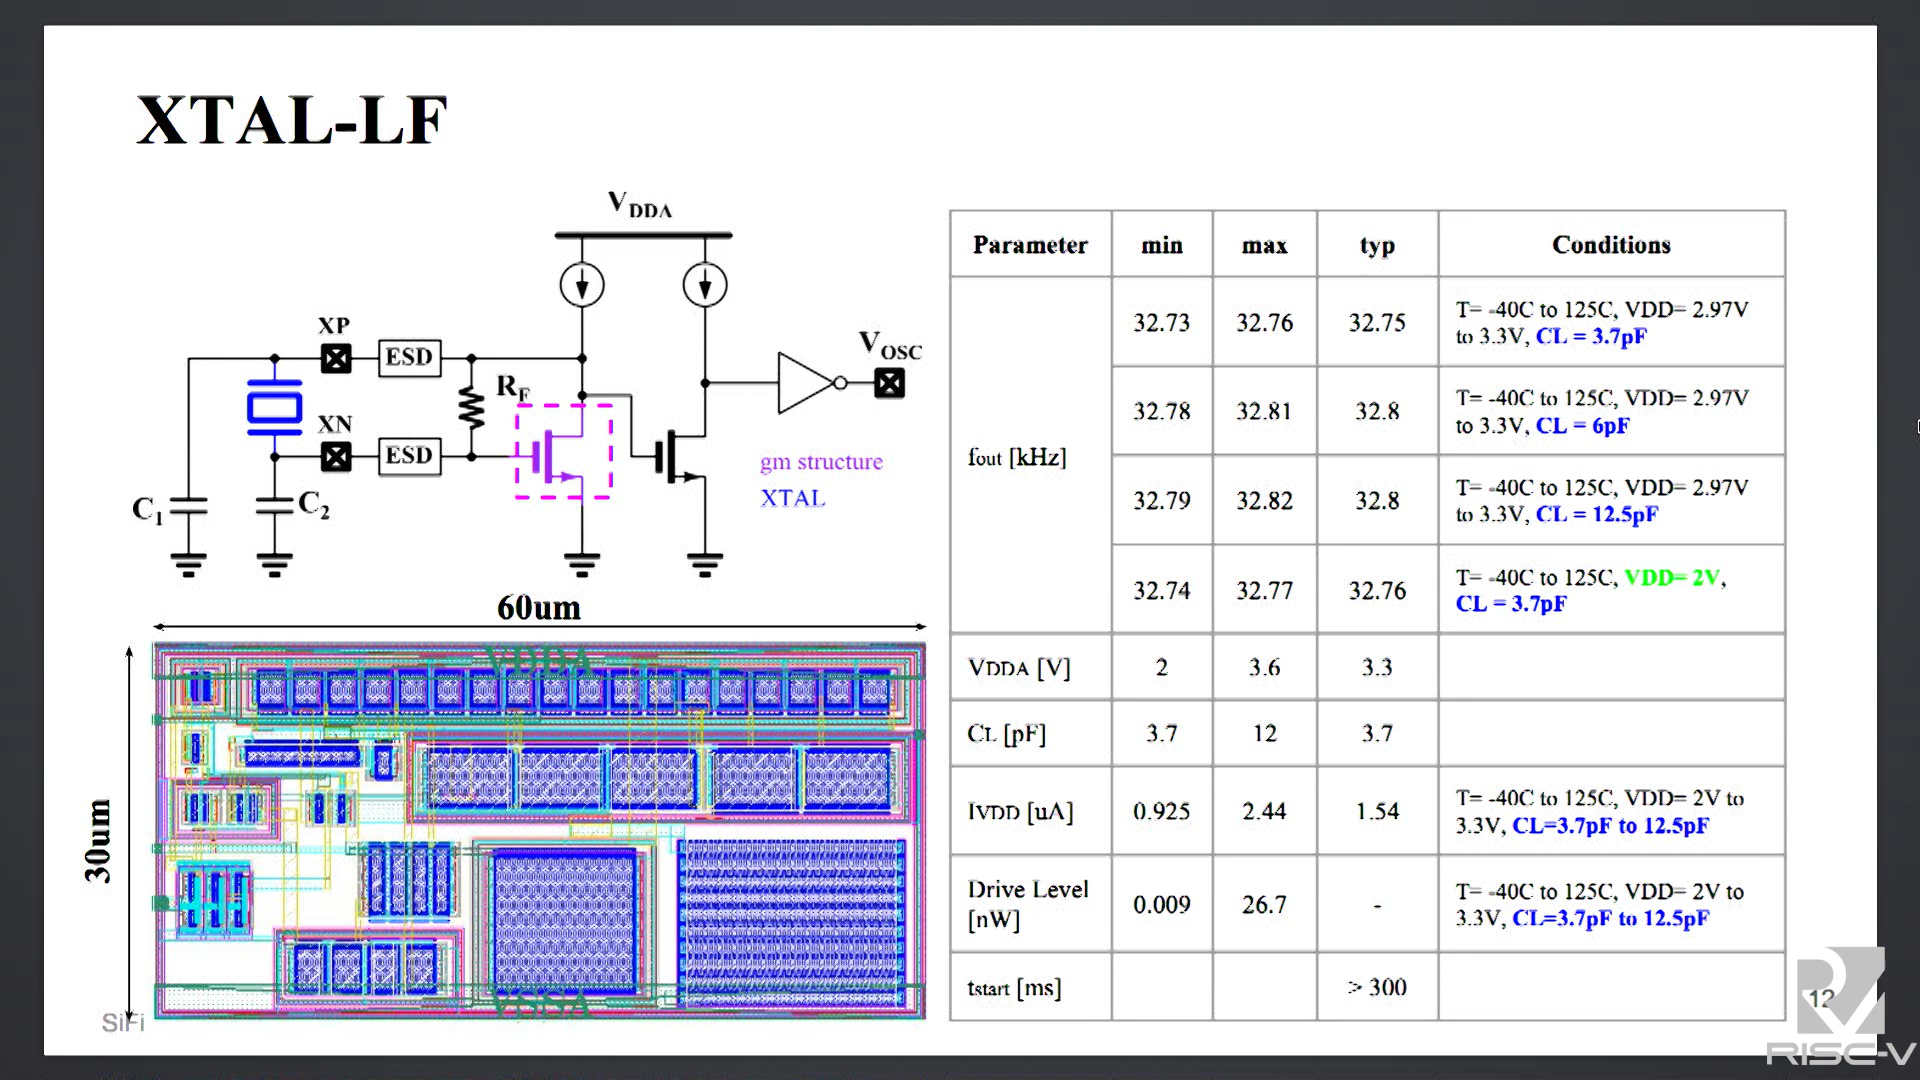 XTAL-LF
VDDA
XP
ESD
RF
XN
ESD
VOSC
gm structure
XTAL
C1
C2
60um
30um
VDDA
VDDA
Parameter min max typ Conditions
fout [kHz]
32.73 32.76 32.75 T= -40C to 125C, VDD= 2.97V
to 3.3V, CL = 3.7pF
32.78 32.81 32.8 T= -40C to 125C, VDD= 2.97V
to 3.3V, CL = 6pF
32.79 32.82 32.8 T= -40C to 125C, VDD= 2.97V
to 3.3V, CL = 12.5pF
32.74 32.77 32.76 T= -40C to 125C, VDD= 2V,
CL = 3.7pF
VDDA [V] 2 3.6 3.3
CL [pF] 3.7 12 3.7
IVDD [uA] 0.925 2.44 1.54 T= -40C to 125C, VDD= 2V to
3.3V, CL=3.7pF to 12.5pF
Drive Level
[nW] 0.009 26.7 - T= -40C to 125C, VDD= 2V to
3.3V, CL=3.7pF to 12.5pF
tstart [ms] > 300
SiFi
12
RISC-V